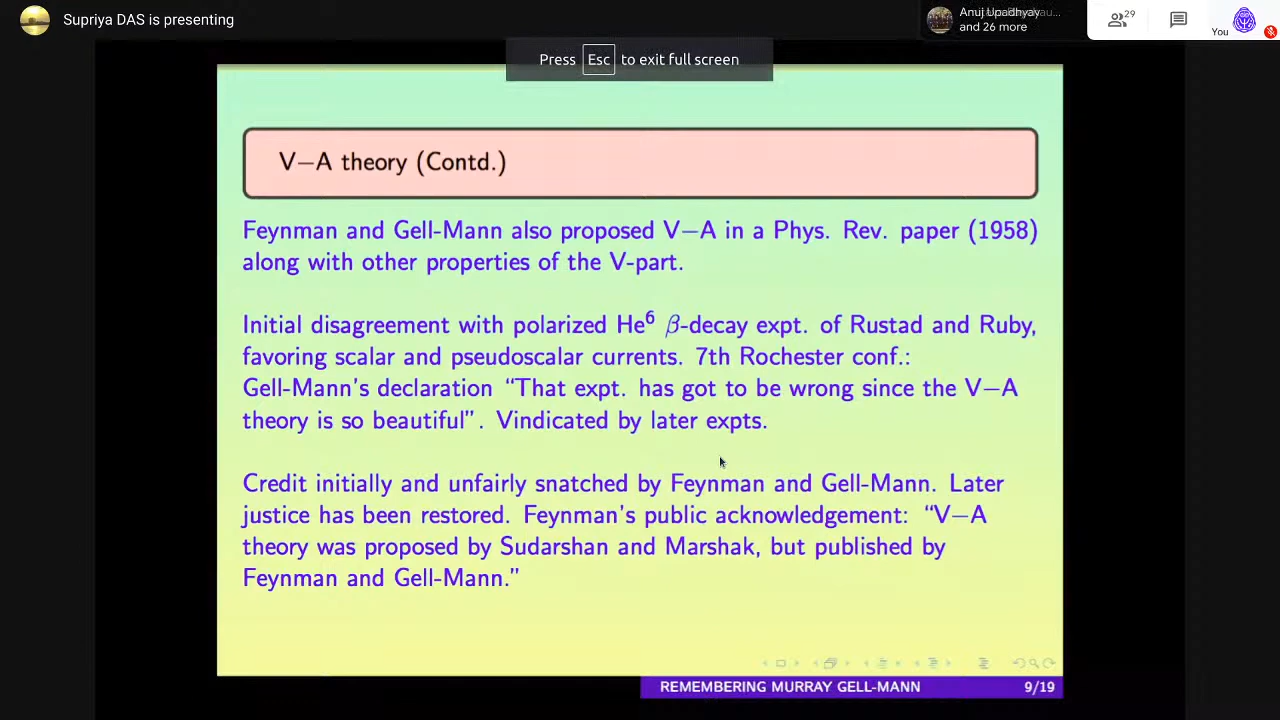 Supriya DAS is presenting
Anuj Upadhyay
and 26 more
29
You
Press Esc to exit full screen
V−A theory (Contd.)
Feynman and Gell-Mann also proposed V−A in a Phys. Rev. paper (1958)
along with other properties of the V-part.
Initial disagreement with polarized He⁶ β-decay expt. of Rustad and Ruby,
favoring scalar and pseudoscalar currents. 7th Rochester conf.:
Gell-Mann's declaration “That expt. has got to be wrong since the V−A
theory is so beautiful”. Vindicated by later expts.
Credit initially and unfairly snatched by Feynman and Gell-Mann. Later
justice has been restored. Feynman's public acknowledgement: “V−A
theory was proposed by Sudarshan and Marshak, but published by
Feynman and Gell-Mann.”
REMEMBERING MURRAY GELL-MANN 9/19